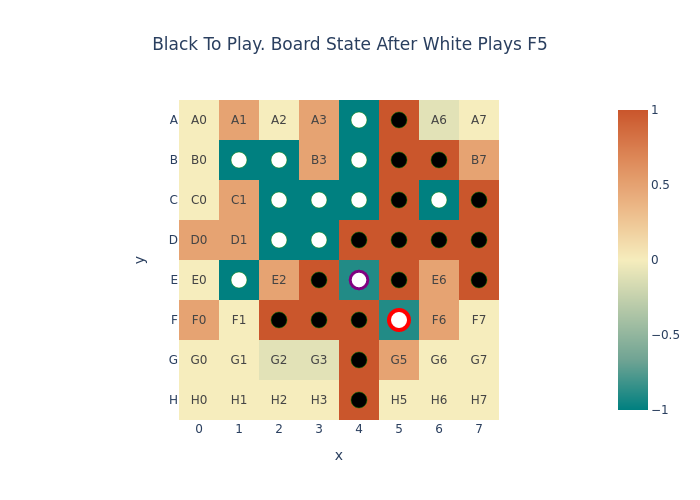 Black To Play. Board State After White Plays F5
A A0 A1 A2 A3 A6 A7 1
B B0 B3 B7
C C0 C1 0.5
D D0 D1
y 0
E E0 E2 E6
F F0 F1 F6 F7 −0.5
G G0 G1 G2 G3 G5 G6 G7
H H0 H1 H2 H3 H5 H6 H7 −1
0 1 2 3 4 5 6 7
x